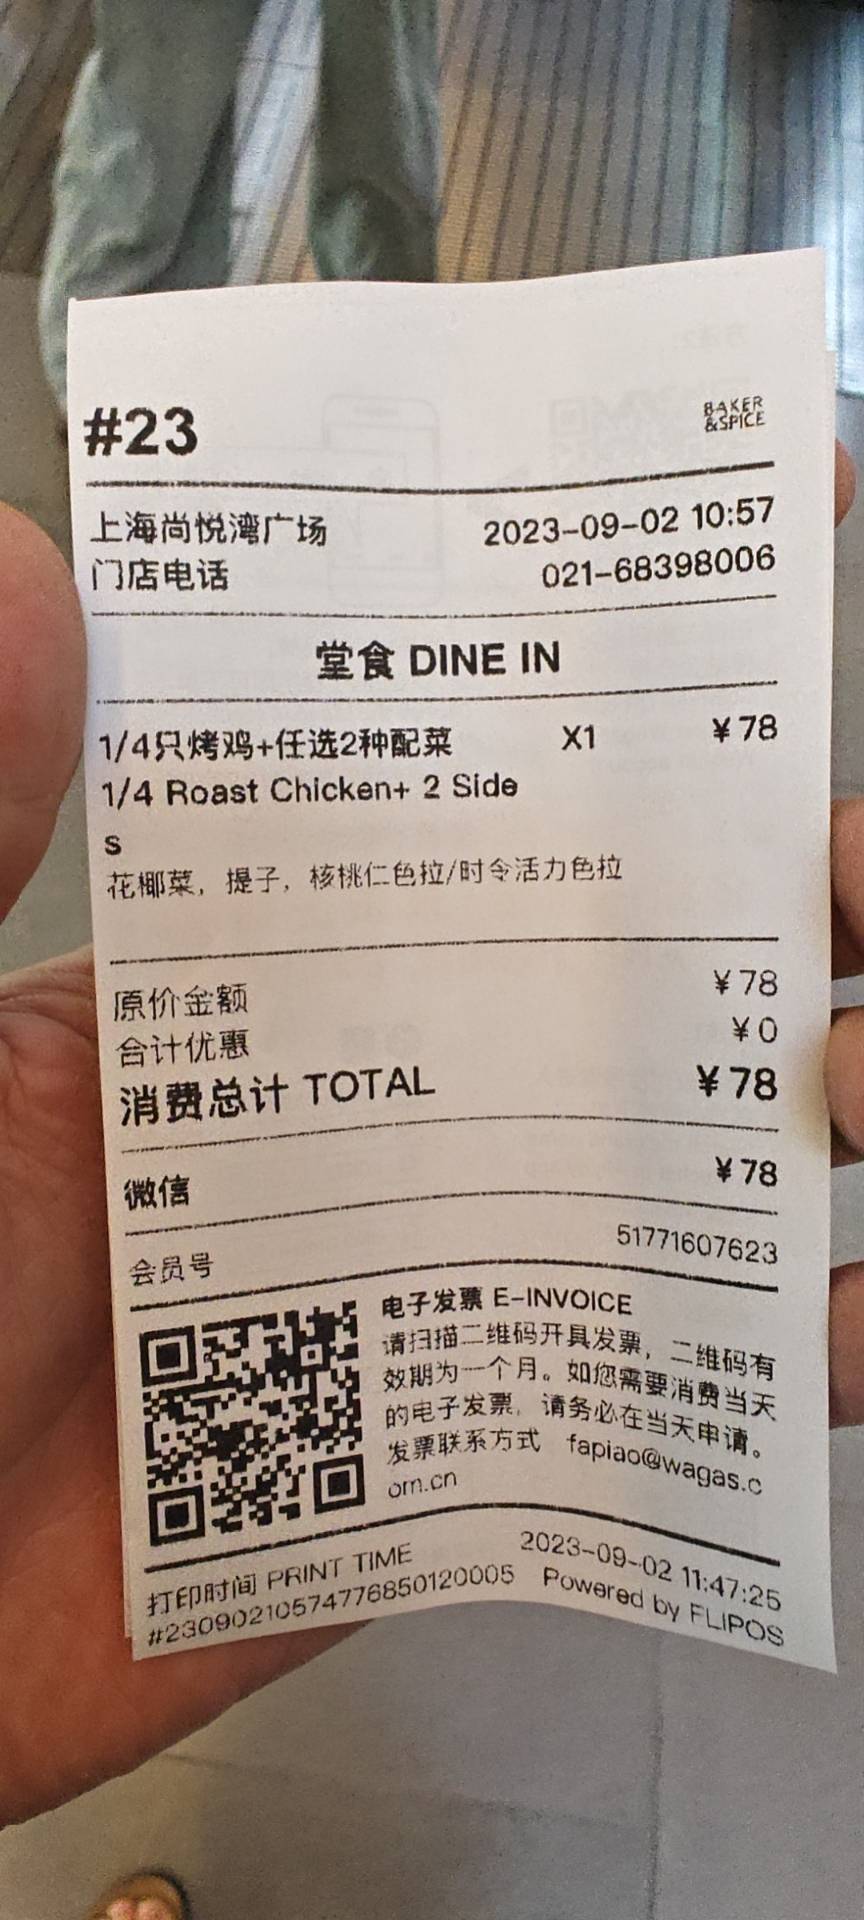 #23
BAKER
&SPICE
上海尚悦湾广场 2023-09-02 10:57
门店电话 021-68398006
堂食 DINE IN
1/4只烤鸡+任选2种配菜 X1 ¥78
1/4 Roast Chicken+ 2 Side
s
花椰菜，提子，核桃仁色拉/时令活力色拉
原价金额 ¥78
合计优惠 ¥0
消费总计 TOTAL ¥78
微信 ¥78
会员号 51771607623
电子发票 E-INVOICE
请扫描二维码开具发票，二维码有
效期为一个月。如您需要消费当天
的电子发票，请务必在当天申请。
发票联系方式 fapiao@wagas.c
om.cn
打印时间 PRINT TIME 2023-09-02 11:47:25
#23090210574776850120005 Powered by FLIPOS